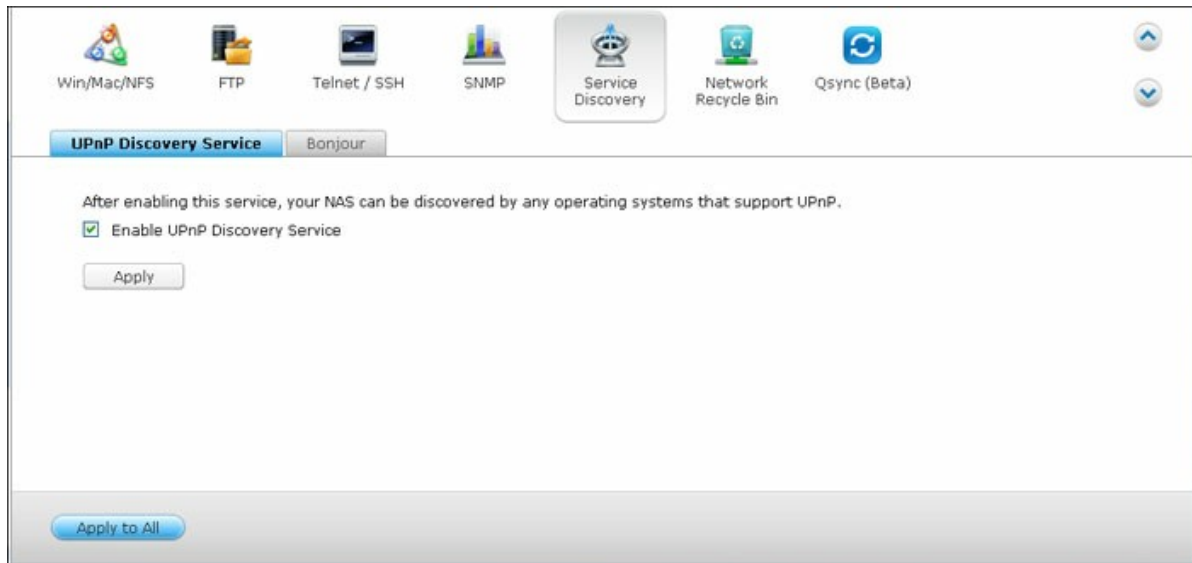 Win/Mac/NFS
FTP
Telnet / SSH
SNMP
Service
Discovery
Network
Recycle Bin
Qsync (Beta)
UPnP Discovery Service
Bonjour
After enabling this service, your NAS can be discovered by any operating systems that support UPnP.
Enable UPnP Discovery Service
Apply
Apply to All